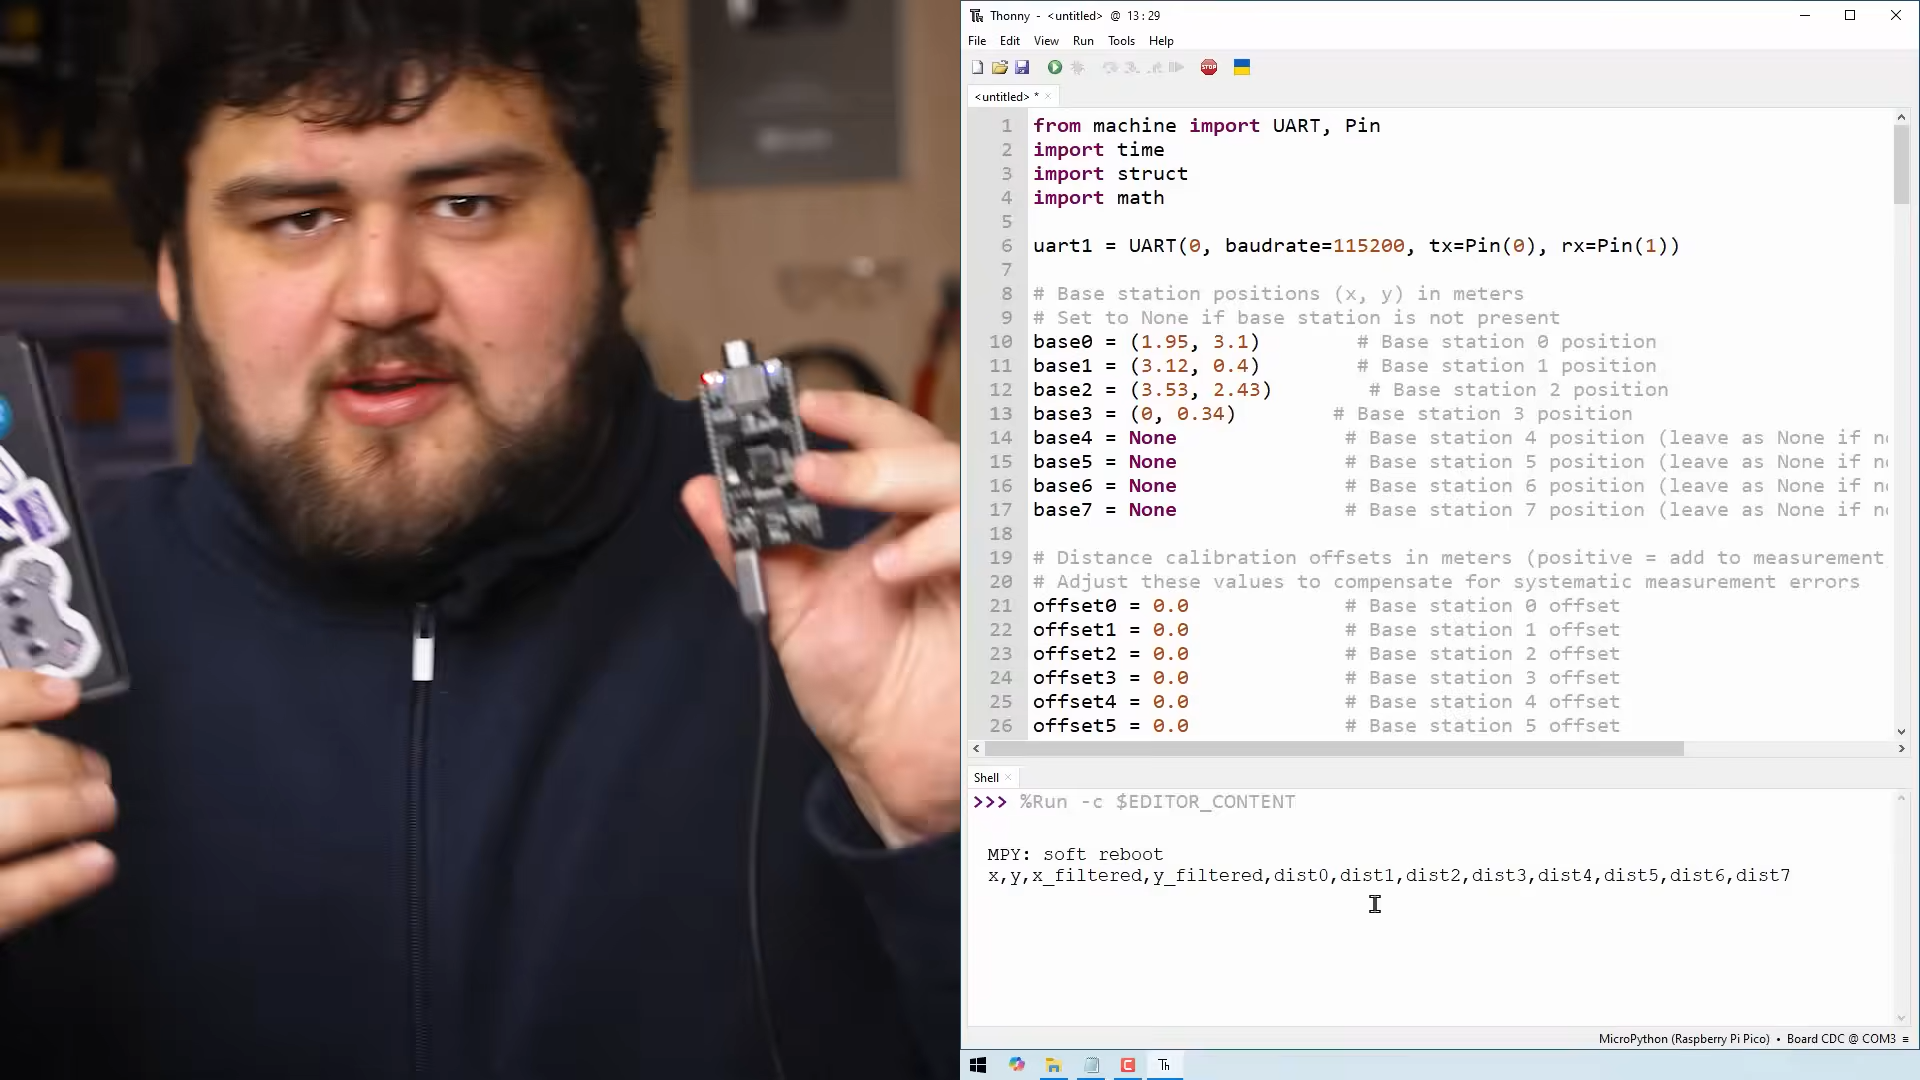 Thonny - <untitled> @ 13:29
File Edit View Run Tools Help
STOP
<untitled> * ×
1 from machine import UART, Pin
2 import time
3 import struct
4 import math
5
6 uart1 = UART(0, baudrate=115200, tx=Pin(0), rx=Pin(1))
7
8 # Base station positions (x, y) in meters
9 # Set to None if base station is not present
10 base0 = (1.95, 3.1) # Base station 0 position
11 base1 = (3.12, 0.4) # Base station 1 position
12 base2 = (3.53, 2.43) # Base station 2 position
13 base3 = (0, 0.34) # Base station 3 position
14 base4 = None # Base station 4 position (leave as None if n
15 base5 = None # Base station 5 position (leave as None if n
16 base6 = None # Base station 6 position (leave as None if n
17 base7 = None # Base station 7 position (leave as None if n
18
19 # Distance calibration offsets in meters (positive = add to measurement
20 # Adjust these values to compensate for systematic measurement errors
21 offset0 = 0.0 # Base station 0 offset
22 offset1 = 0.0 # Base station 1 offset
23 offset2 = 0.0 # Base station 2 offset
24 offset3 = 0.0 # Base station 3 offset
25 offset4 = 0.0 # Base station 4 offset
26 offset5 = 0.0 # Base station 5 offset
Shell ×
>>> %Run -c $EDITOR_CONTENT
MPY: soft reboot
x,y,x_filtered,y_filtered,dist0,dist1,dist2,dist3,dist4,dist5,dist6,dist7
MicroPython (Raspberry Pi Pico) • Board CDC @ COM3 ≡
Th